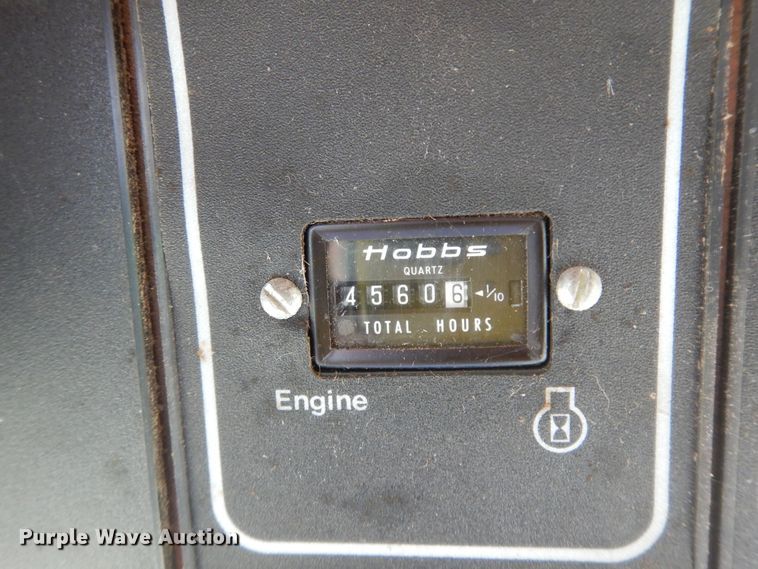 Hobbs
QUARTZ
45606 ◄1/10
TOTAL HOURS
Engine
Purple Wave Auction®